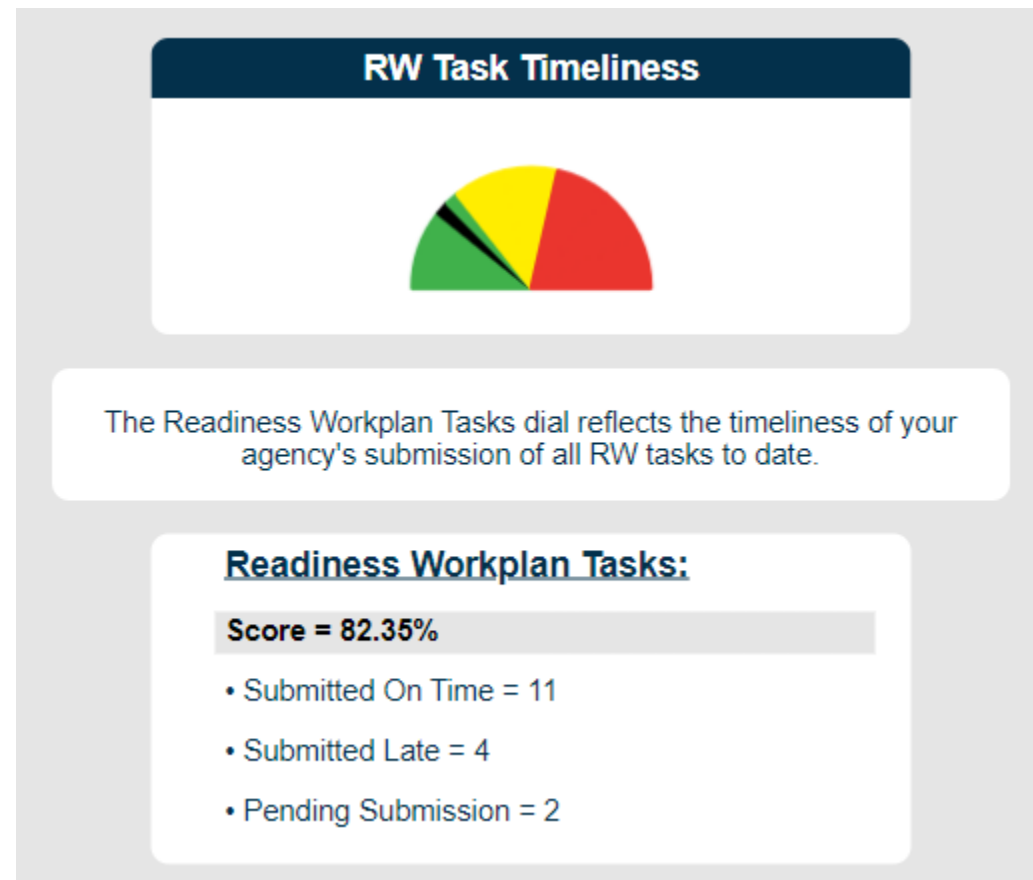 RW Task Timeliness
The Readiness Workplan Tasks dial reflects the timeliness of your
agency's submission of all RW tasks to date.
Readiness Workplan Tasks:
Score = 82.35%
• Submitted On Time = 11
• Submitted Late = 4
• Pending Submission = 2